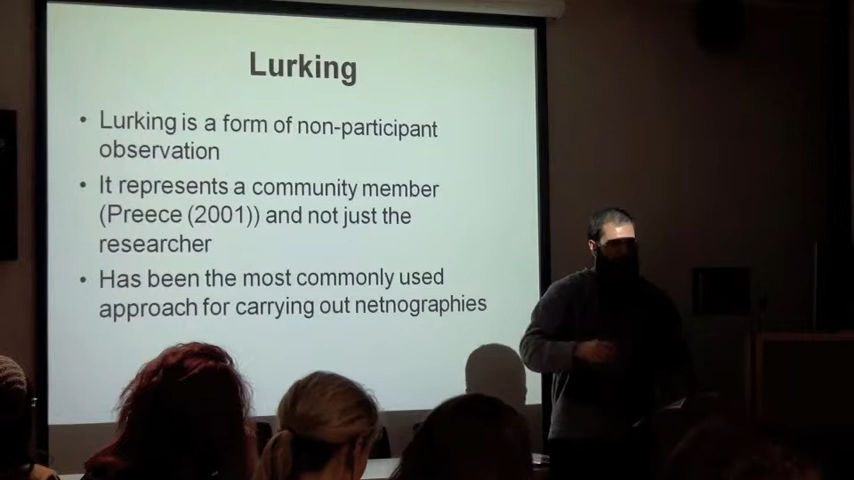 Lurking
• Lurking is a form of non-participant
observation
• It represents a community member
(Preece (2001)) and not just the
researcher
• Has been the most commonly used
approach for carrying out netnographies